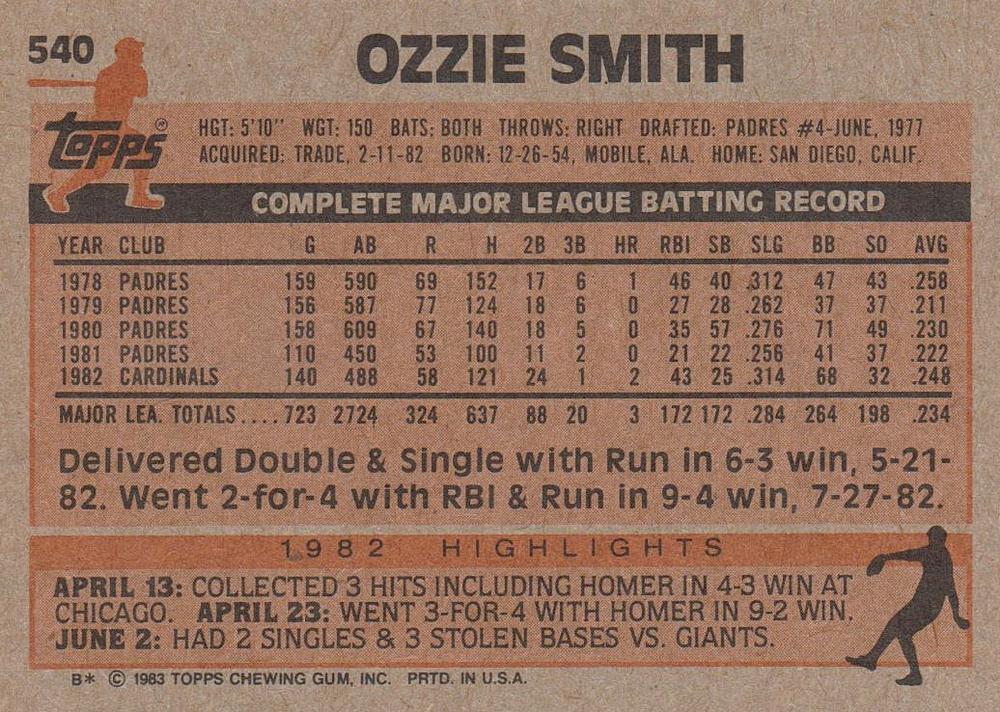 540
OZZIE SMITH
Topps®
HGT: 5'10" WGT: 150 BATS: BOTH THROWS: RIGHT DRAFTED: PADRES #4-JUNE, 1977
ACQUIRED: TRADE, 2-11-82 BORN: 12-26-54, MOBILE, ALA. HOME: SAN DIEGO, CALIF.
COMPLETE MAJOR LEAGUE BATTING RECORD
YEAR CLUB G AB R H 2B 3B HR RBI SB SLG BB SO AVG
1978 PADRES 159 590 69 152 17 6 1 46 40 .312 47 43 .258
1979 PADRES 156 587 77 124 18 6 0 27 28 .262 37 37 .211
1980 PADRES 158 609 67 140 18 5 0 35 57 .276 71 49 .230
1981 PADRES 110 450 53 100 11 2 0 21 22 .256 41 37 .222
1982 CARDINALS 140 488 58 121 24 1 2 43 25 .314 68 32 .248
MAJOR LEA. TOTALS....723 2724 324 637 88 20 3 172 172 .284 264 198 .234
Delivered Double & Single with Run in 6-3 win, 5-21-
82. Went 2-for-4 with RBI & Run in 9-4 win, 7-27-82.
1982 HIGHLIGHTS
APRIL 13: COLLECTED 3 HITS INCLUDING HOMER IN 4-3 WIN AT
CHICAGO. APRIL 23: WENT 3-FOR-4 WITH HOMER IN 9-2 WIN.
JUNE 2: HAD 2 SINGLES & 3 STOLEN BASES VS. GIANTS.
B* © 1983 TOPPS CHEWING GUM, INC. PRTD. IN U.S.A.